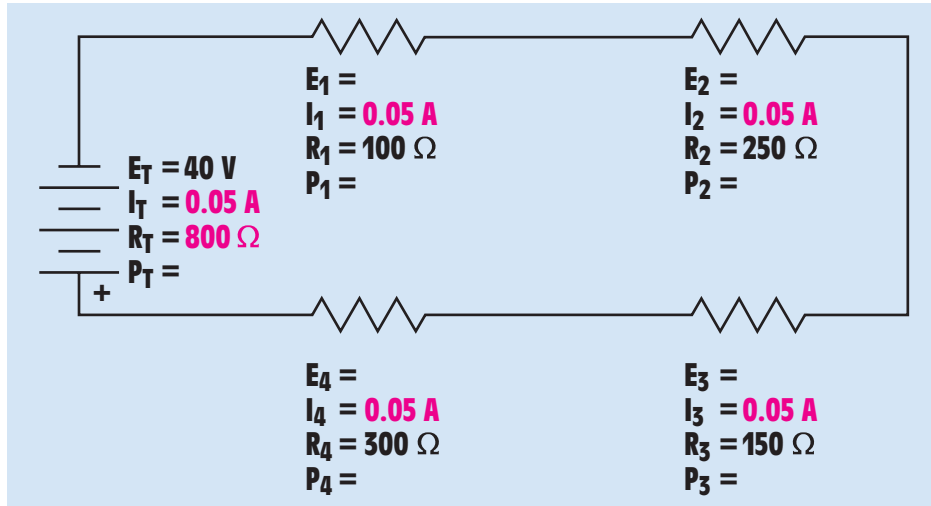 E1 =
I1 = 0.05 A
R1 = 100 Ω
P1 =
E2 =
I2 = 0.05 A
R2 = 250 Ω
P2 =
ET = 40 V
IT = 0.05 A
RT = 800 Ω
PT =
+
E4 =
I4 = 0.05 A
R4 = 300 Ω
P4 =
E3 =
I3 = 0.05 A
R3 = 150 Ω
P3 =